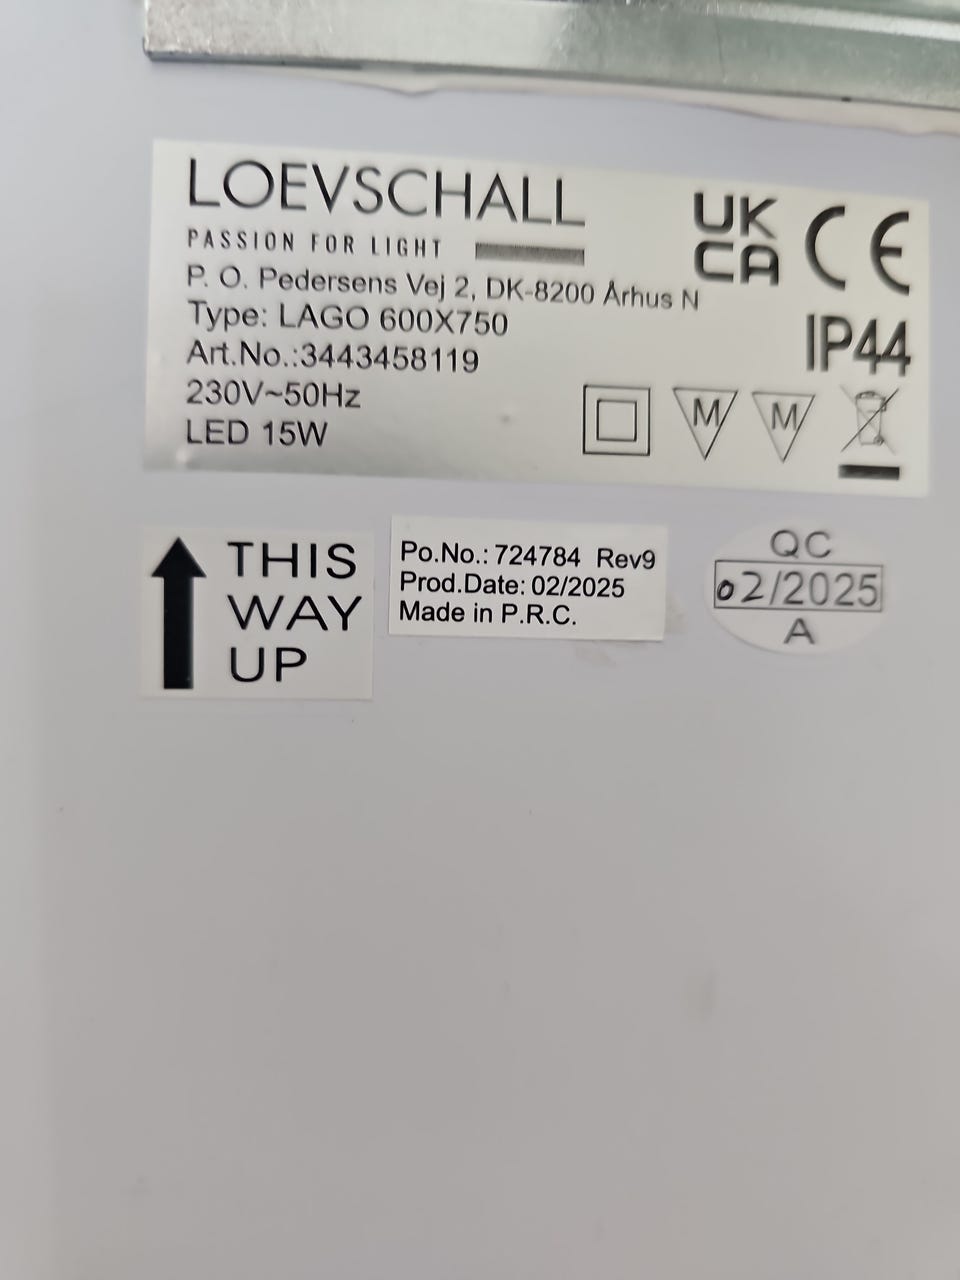 LOEVSCHALL
PASSION FOR LIGHT
P. O. Pedersens Vej 2, DK-8200 Århus N
Type: LAGO 600X750
Art.No.:3443458119
230V~50Hz
LED 15W
UK
CA
CE
IP44
M
M
THIS
WAY
UP
Po.No.: 724784 Rev9
Prod.Date: 02/2025
Made in P.R.C.
QC
02/2025
A